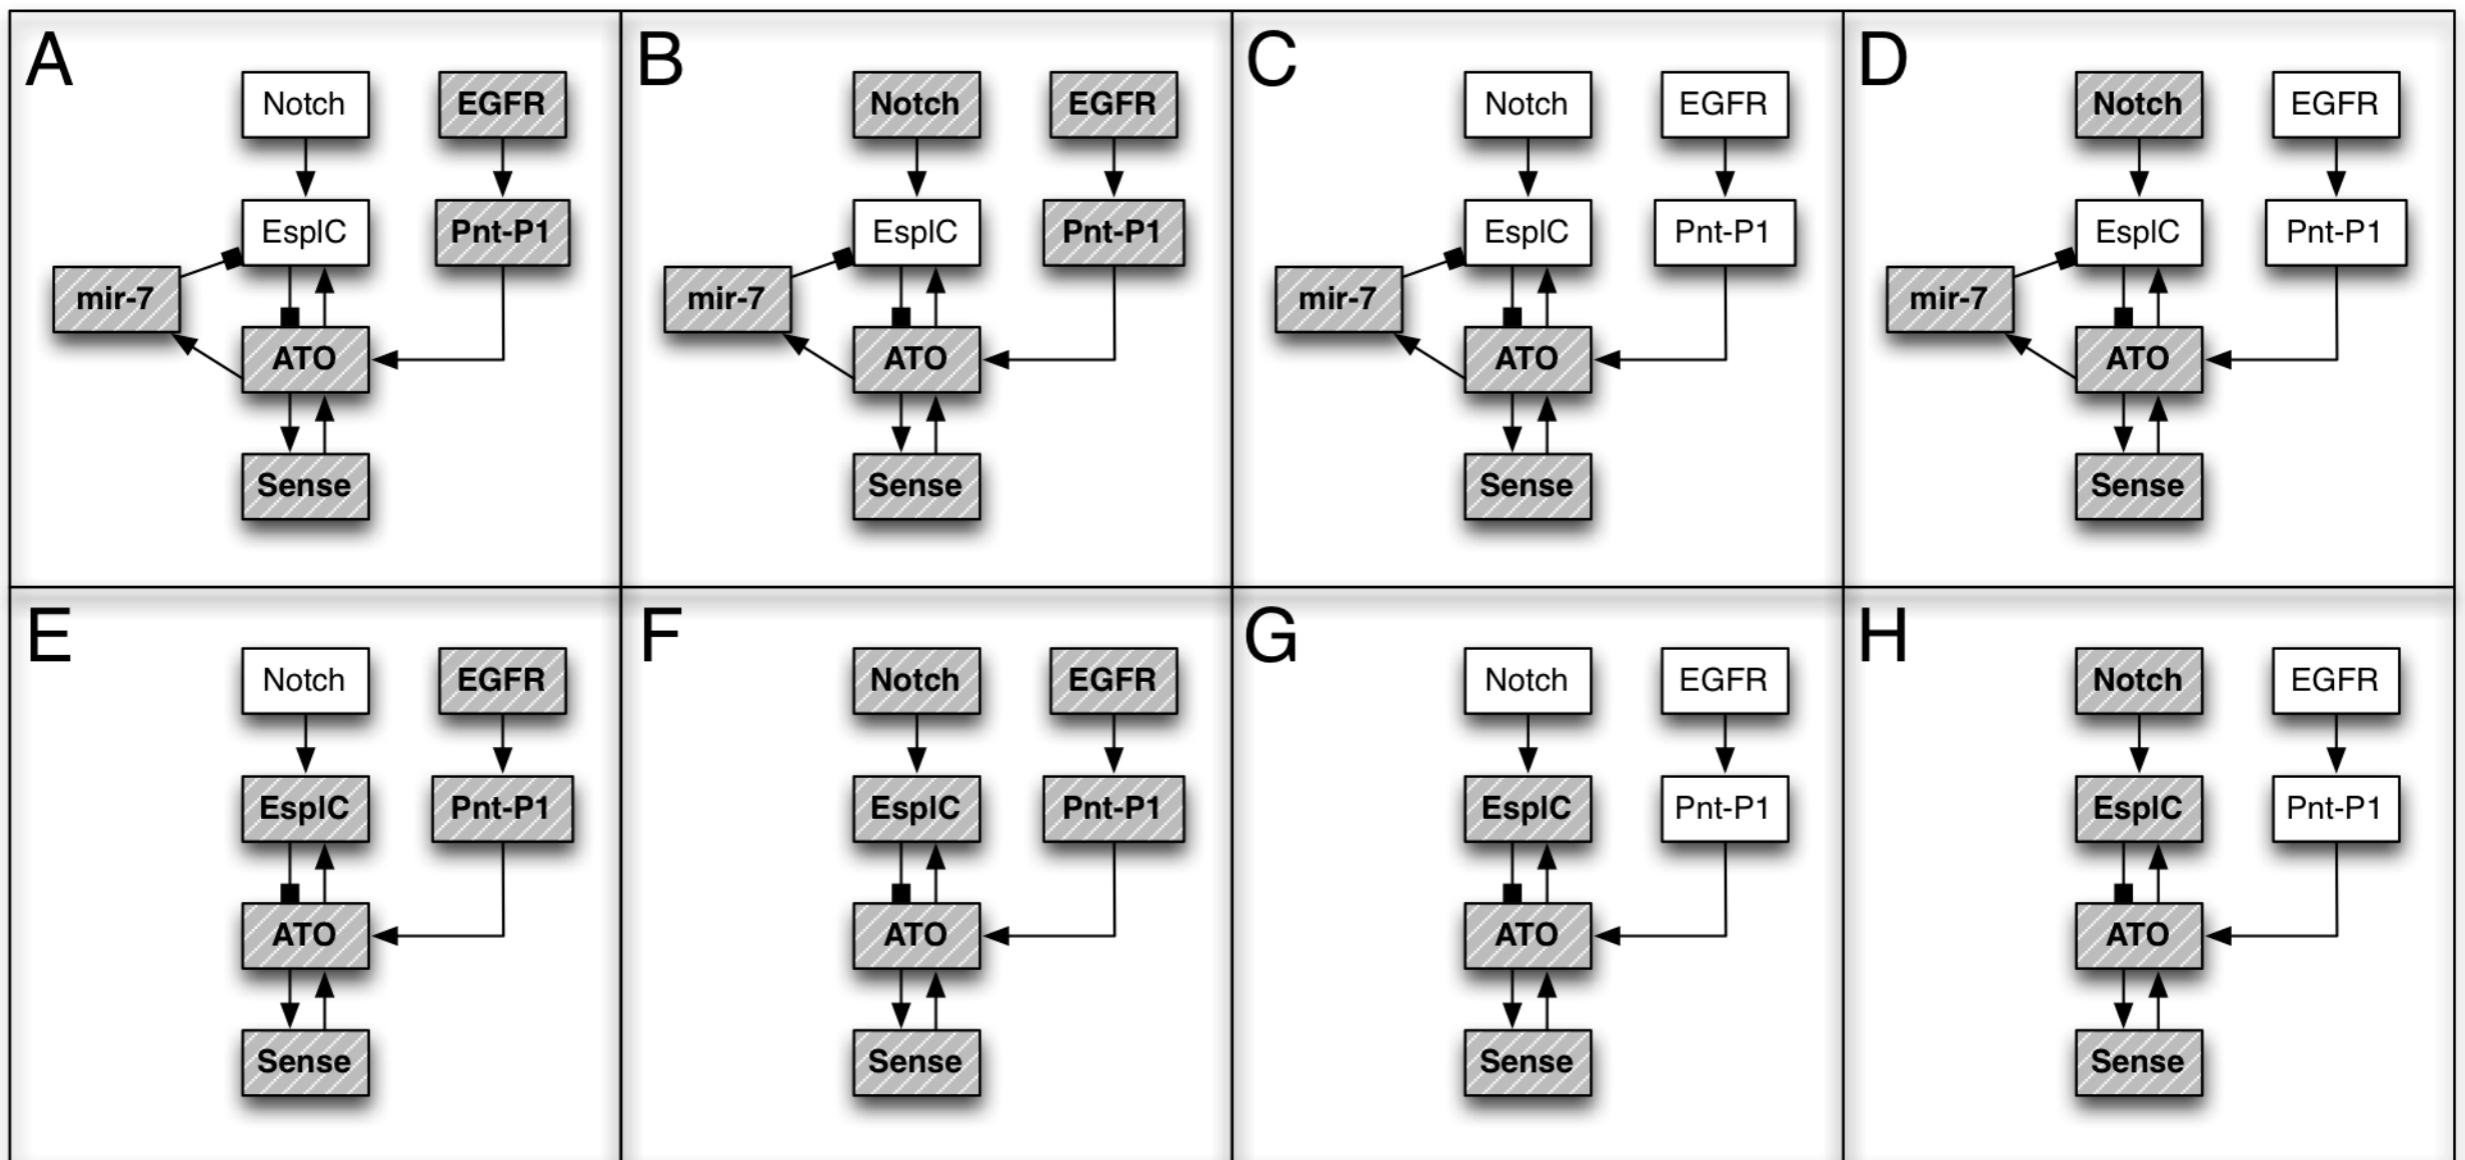 A
Notch
EGFR
EsplC
Pnt-P1
mir-7
ATO
Sense
B
Notch
EGFR
EsplC
Pnt-P1
mir-7
ATO
Sense
C
Notch
EGFR
EsplC
Pnt-P1
mir-7
ATO
Sense
D
Notch
EGFR
EsplC
Pnt-P1
mir-7
ATO
Sense
E
Notch
EGFR
EsplC
Pnt-P1
ATO
Sense
F
Notch
EGFR
EsplC
Pnt-P1
ATO
Sense
G
Notch
EGFR
EsplC
Pnt-P1
ATO
Sense
H
Notch
EGFR
EsplC
Pnt-P1
ATO
Sense